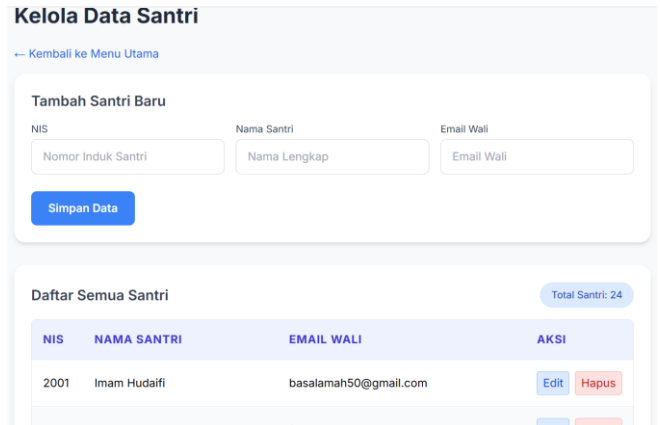 Kelola Data Santri
← Kembali ke Menu Utama
Tambah Santri Baru
NIS Nama Santri Email Wali
Nomor Induk Santri Nama Lengkap Email Wali
Simpan Data
Daftar Semua Santri Total Santri: 24
NIS NAMA SANTRI EMAIL WALI AKSI
2001 Imam Hudaifi basalamah50@gmail.com Edit Hapus